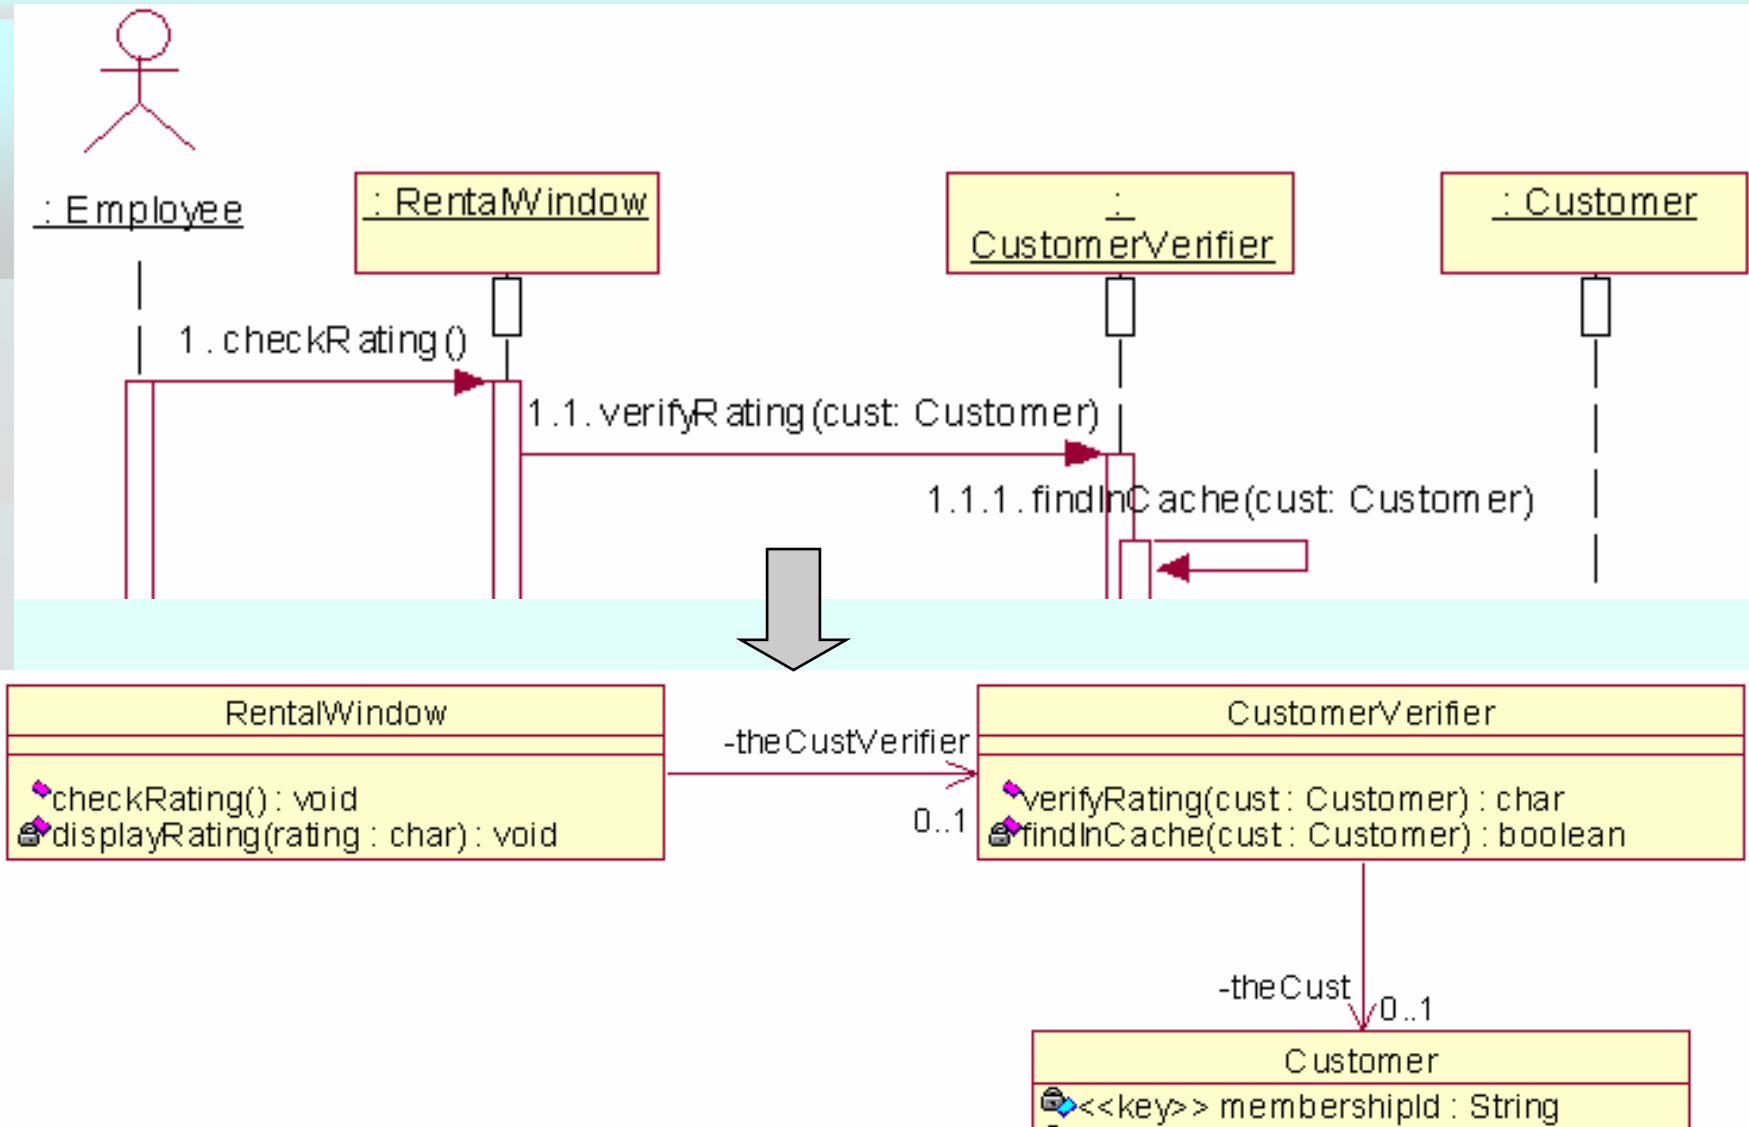 : Employee
: RentalWindow
:
CustomerVerifier
: Customer
1. checkRating()
1.1. verifyRating(cust: Customer)
1.1.1. findInCache(cust: Customer)
RentalWindow
checkRating() : void
displayRating(rating : char) : void
-theCustVerifier
0..1
CustomerVerifier
verifyRating(cust : Customer) : char
findInCache(cust : Customer) : boolean
-theCust
0..1
Customer
<<key>> membershipId : String